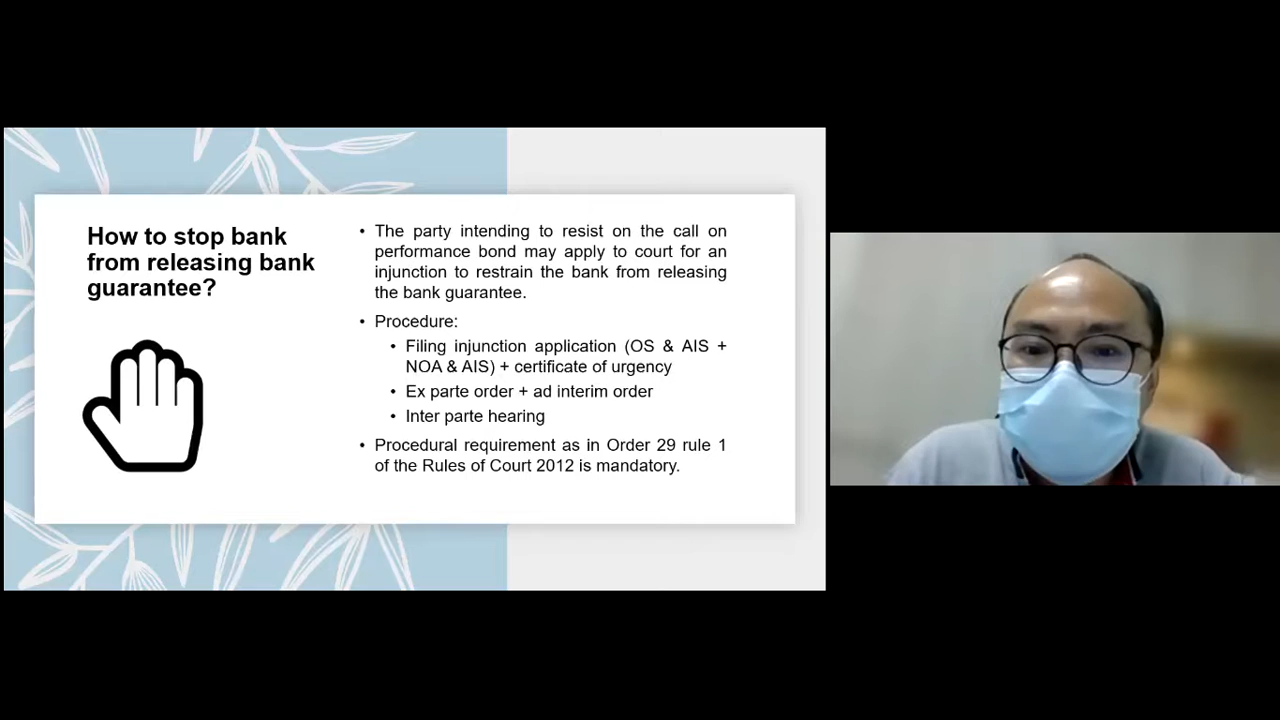 How to stop bank
from releasing bank
guarantee?
• The party intending to resist on the call on
performance bond may apply to court for an
injunction to restrain the bank from releasing
the bank guarantee.
• Procedure:
• Filing injunction application (OS & AIS +
NOA & AIS) + certificate of urgency
• Ex parte order + ad interim order
• Inter parte hearing
• Procedural requirement as in Order 29 rule 1
of the Rules of Court 2012 is mandatory.